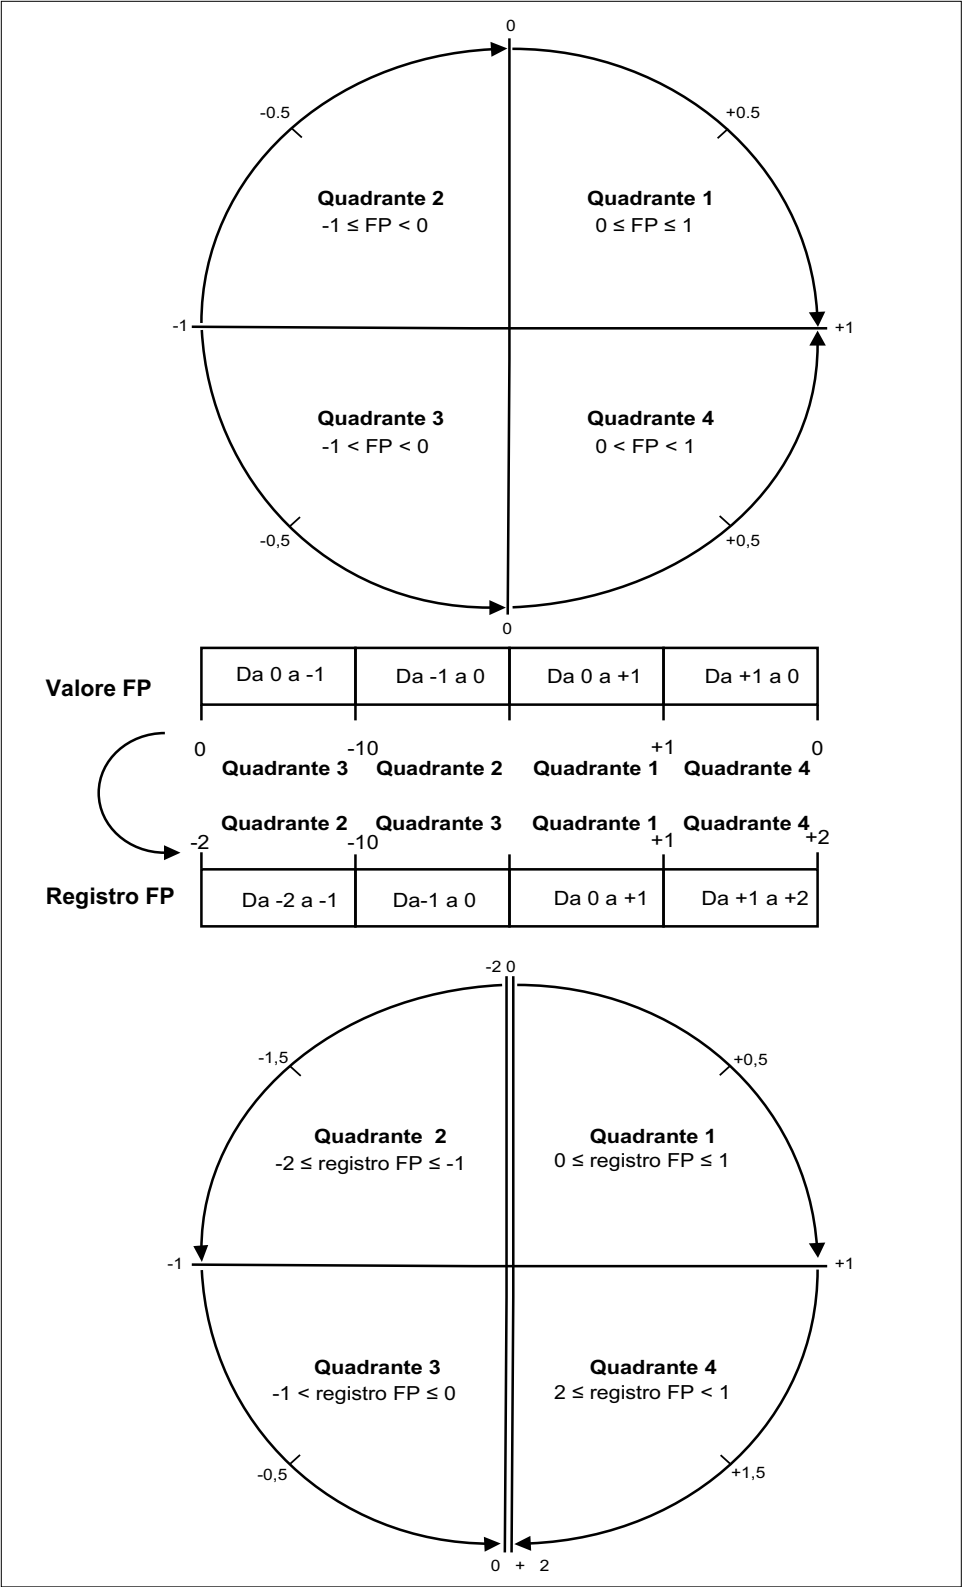 0
-0.5 +0.5
Quadrante 2 Quadrante 1
-1 ≤ FP < 0 0 ≤ FP ≤ 1
-1 +1
Quadrante 3 Quadrante 4
-1 < FP < 0 0 < FP < 1
-0,5 +0,5
0
Valore FP Da 0 a -1 Da -1 a 0 Da 0 a +1 Da +1 a 0
0 -10 +1 0
Quadrante 3 Quadrante 2 Quadrante 1 Quadrante 4
Quadrante 2 Quadrante 3 Quadrante 1 Quadrante 4
-2 -10 +1 +2
Registro FP Da -2 a -1 Da-1 a 0 Da 0 a +1 Da +1 a +2
-2 0
-1,5 +0,5
Quadrante 2 Quadrante 1
-2 ≤ registro FP ≤ -1 0 ≤ registro FP ≤ 1
-1 +1
Quadrante 3 Quadrante 4
-1 < registro FP ≤ 0 2 ≤ registro FP < 1
-0,5 +1,5
0 + 2